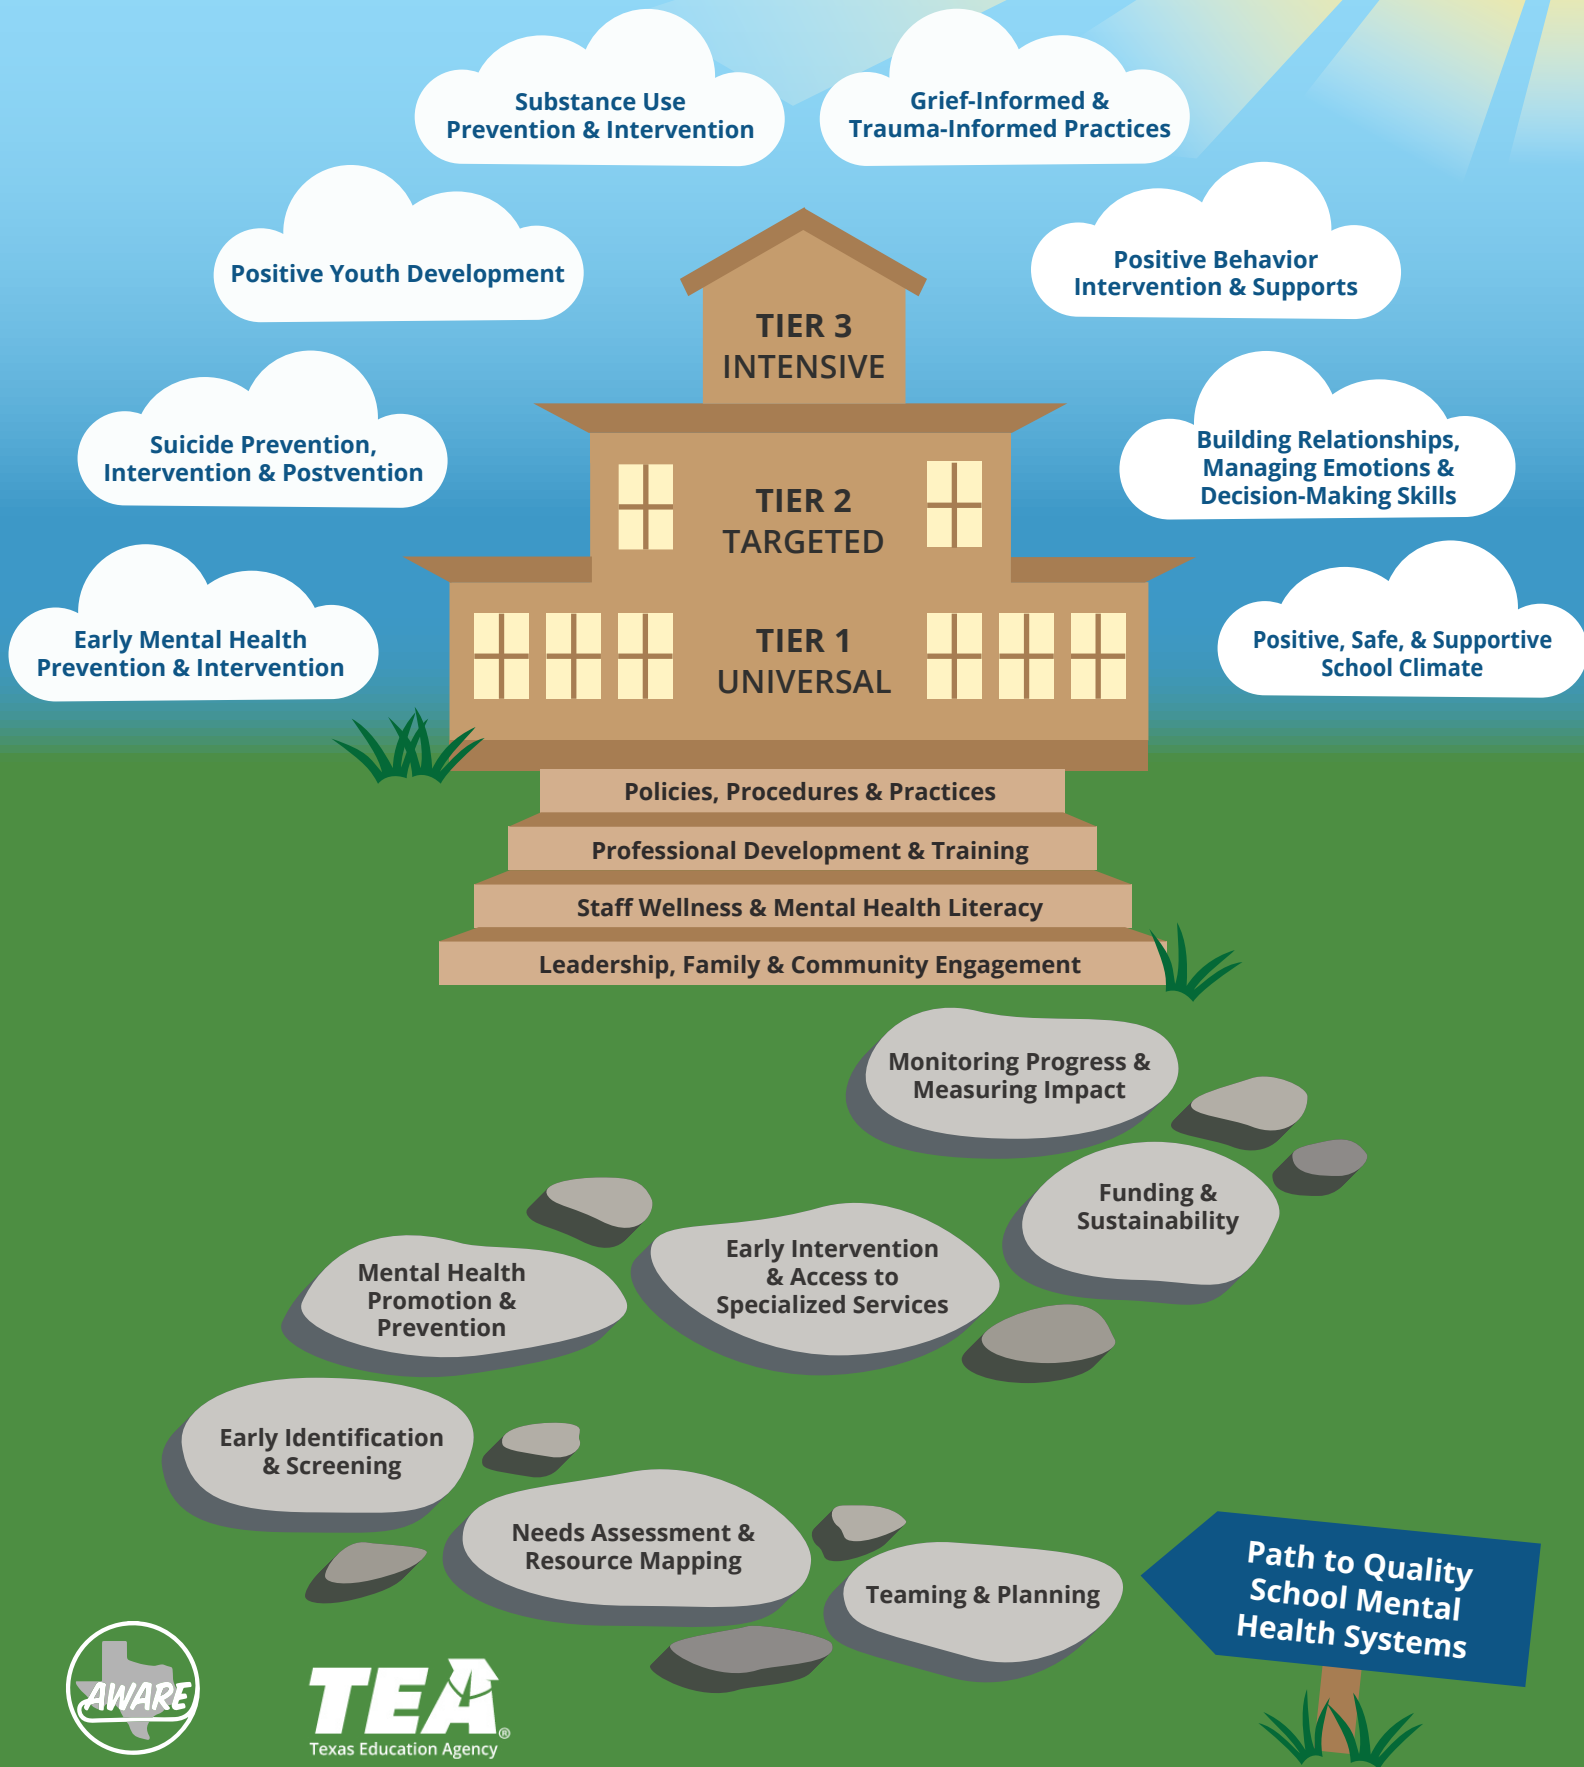 Substance Use
Prevention & Intervention
Grief-Informed &
Trauma-Informed Practices
Positive Youth Development
Positive Behavior
Intervention & Supports
Suicide Prevention,
Intervention & Postvention
Building Relationships,
Managing Emotions &
Decision-Making Skills
Early Mental Health
Prevention & Intervention
Positive, Safe, & Supportive
School Climate
TIER 3
INTENSIVE
TIER 2
TARGETED
TIER 1
UNIVERSAL
Policies, Procedures & Practices
Professional Development & Training
Staff Wellness & Mental Health Literacy
Leadership, Family & Community Engagement
Monitoring Progress &
Measuring Impact
Funding &
Sustainability
Early Intervention
& Access to
Specialized Services
Mental Health
Promotion &
Prevention
Early Identification
& Screening
Needs Assessment &
Resource Mapping
Teaming & Planning
Path to Quality
School Mental
Health Systems
AWARE
TEA®
Texas Education Agency